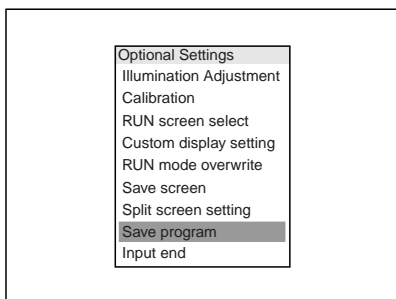 Optional Settings
Illumination Adjustment
Calibration
RUN screen select
Custom display setting
RUN mode overwrite
Save screen
Split screen setting
Save program
Input end